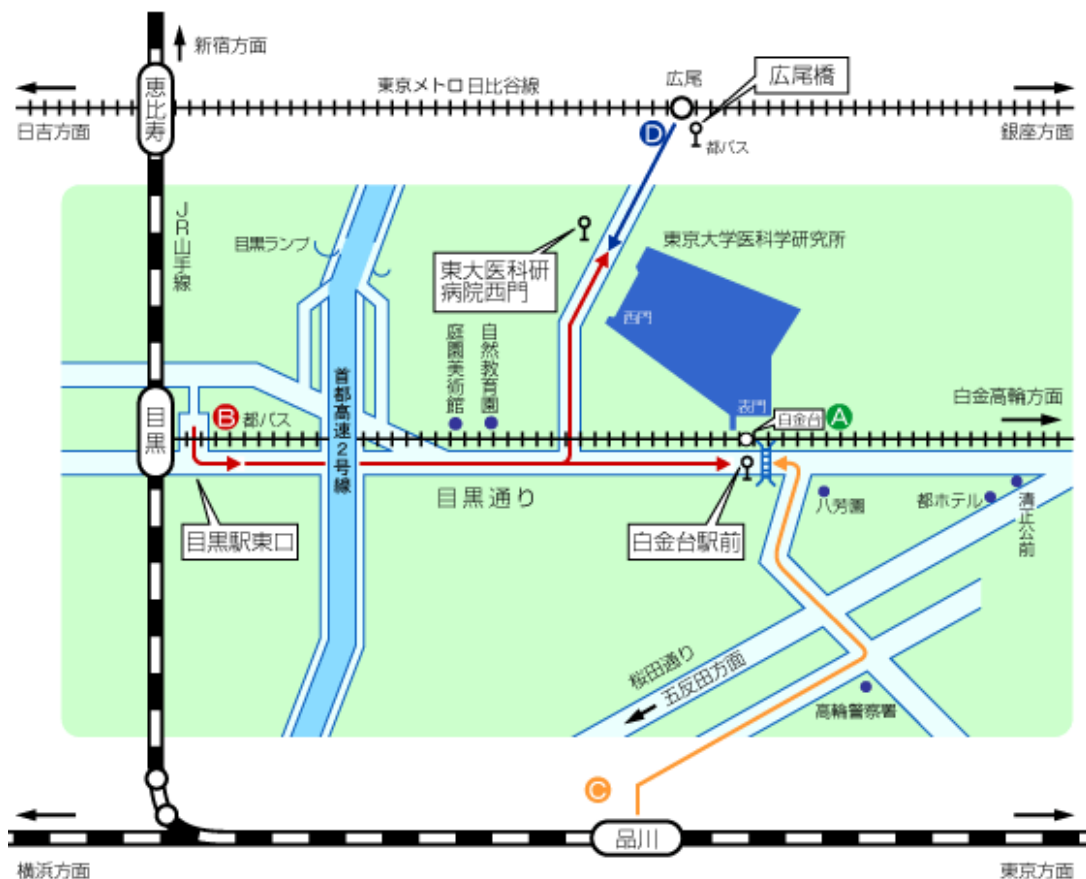 新宿方面
恵比寿
東京メトロ日比谷線
広尾
広尾橋
日吉方面
銀座方面
D
都バス
JR山手線
目黒ランプ
東大医科研
病院西門
東京大学医科学研究所
西門
庭園美術館
自然教育園
首都高速2号線
表門
白金高輪方面
目黒
B
都バス
白金台
A
目黒通り
目黒駅東口
白金台駅前
八芳園
都ホテル
清正公前
桜田通り
五反田方面
高輪警察署
C
品川
横浜方面
東京方面